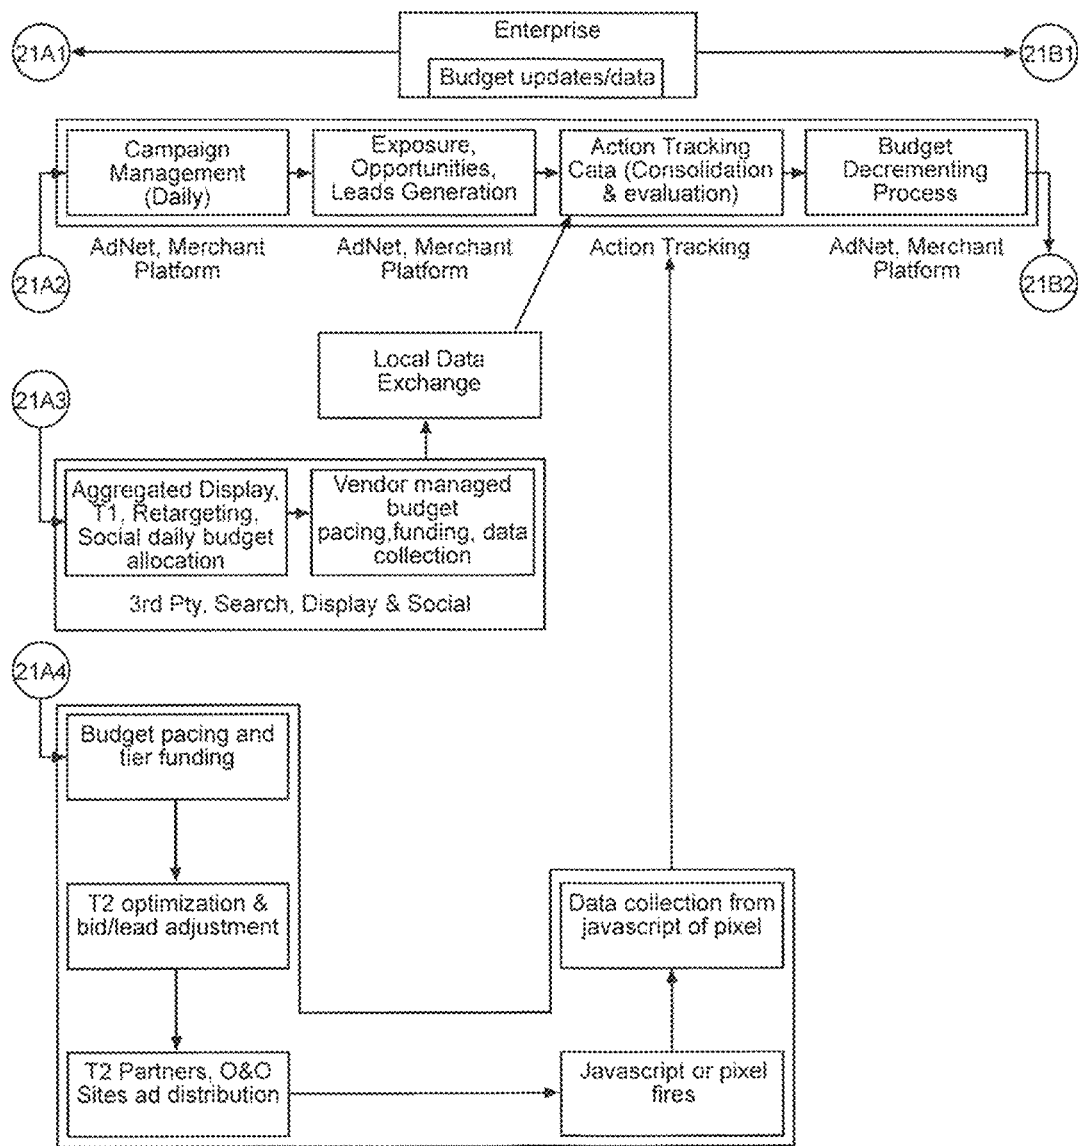 21A1
Enterprise
Budget updates/data
21B1
Campaign
Management
(Daily)
Exposure,
Opportunities,
Leads Generation
Action Tracking
Cata (Consolidation
& evaluation)
Budget
Decrementing
Process
AdNet, Merchant
Platform
AdNet, Merchant
Platform
Action Tracking
AdNet, Merchant
Platform
21A2
21B2
Local Data
Exchange
21A3
Aggregated Display,
T1, Retargeting,
Social daily budget
allocation
Vendor managed
budget
pacing,funding, data
collection
3rd Pty, Search, Display & Social
21A4
Budget pacing and
tier funding
T2 optimization &
bid/lead adjustment
Data collection from
javascript of pixel
T2 Partners, O&O
Sites ad distribution
Javascript or pixel
fires